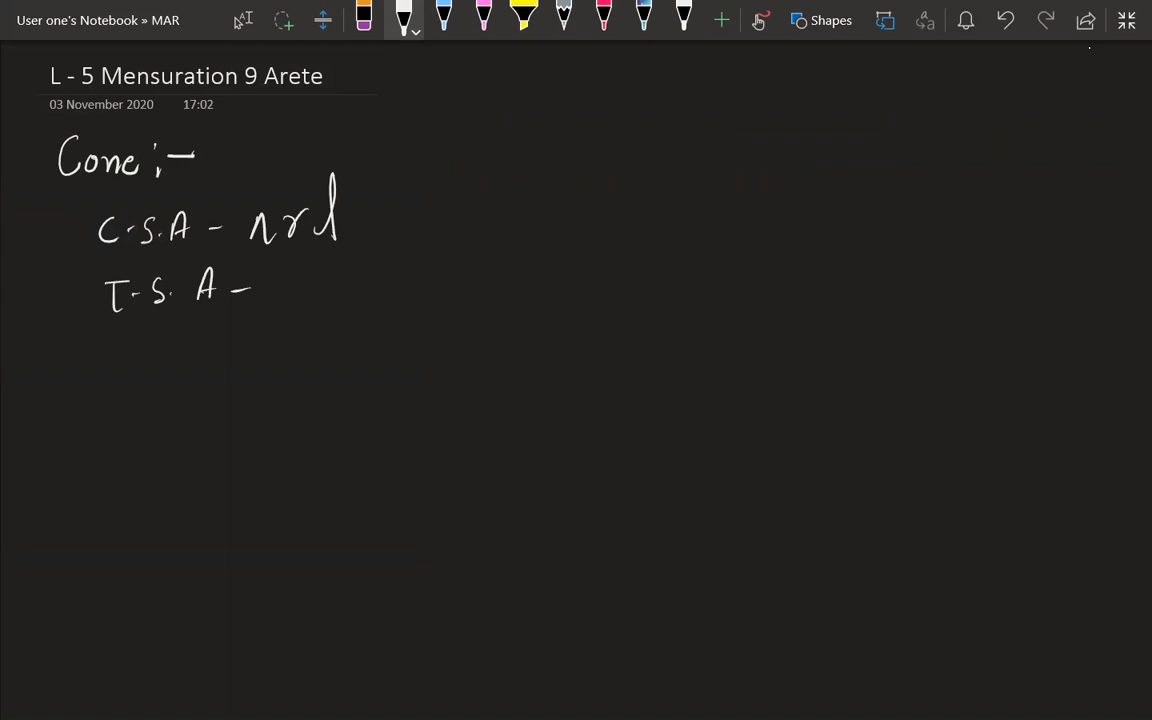 User one's Notebook » MAR
Shapes
L - 5 Mensuration 9 Arete
03 November 2020 17:02
Cone :-
C.S.A - πrl
T.S.A -